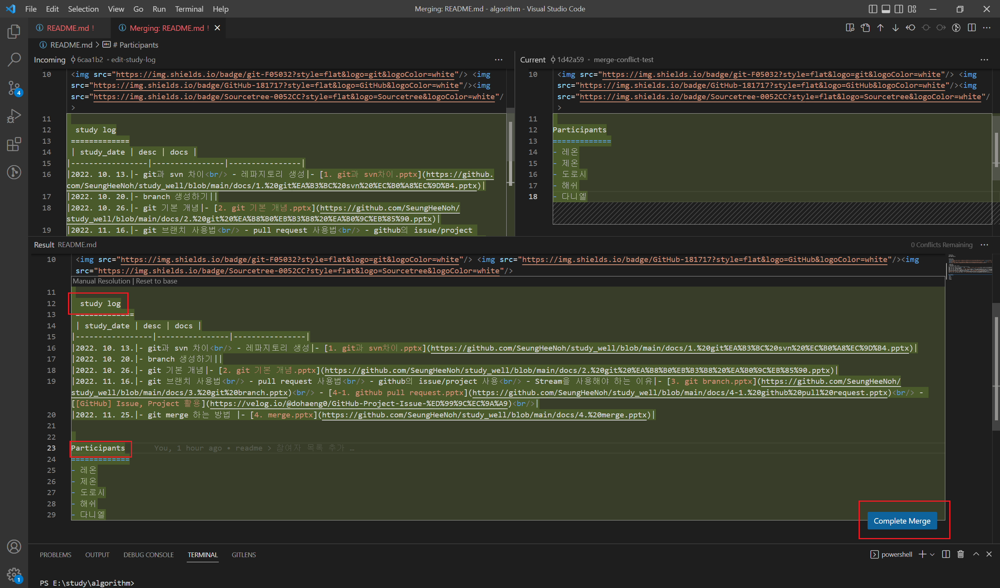 File Edit Selection View Go Run Terminal Help Merging: README.md - algorithm - Visual Studio Code
README.md ! Merging: README.md !
README.md > # Participants
Incoming 6caa1b2 • edit-study-log
10 <img src="https://img.shields.io/badge/git-F05032?style=flat&logo=git&logoColor=white"/> <img
src="https://img.shields.io/badge/GitHub-181717?style=flat&logo=GitHub&logoColor=white"/><img
src="https://img.shields.io/badge/Sourcetree-0052CC?style=flat&logo=Sourcetree&logoColor=white"/
>
11
12 study log
13 =============
14 | study_date | desc | docs |
15 |-----------------|----------------|----------------|
16 |2022. 10. 13.|- git과 svn 차이<br/> - 레파지토리 생성|- [1. git과 svn차이.pptx](https://github.
com/SeungHeeNoh/study_well/blob/main/docs/1.%20git%EA%B3%BC%20svn%20%EC%B0%A8%EC%9D%B4.pptx)|
17 |2022. 10. 20.|- branch 생성하기||
18 |2022. 10. 26.|- git 기본 개념|- [2. git 기본 개념.pptx](https://github.com/SeungHeeNoh/
study_well/blob/main/docs/2.%20git%20%EA%B8%B0%EB%B3%B8%20%EA%B0%9C%EB%85%90.pptx)|
19 |2022. 11. 16.|- git 브랜치 사용법<br/> - pull request 사용법<br/> - github의 issue/project
Current 1d42a59 • merge-conflict-test
10 <img src="https://img.shields.io/badge/git-F05032?style=flat&logo=git&logoColor=white"/> <img
src="https://img.shields.io/badge/GitHub-181717?style=flat&logo=GitHub&logoColor=white"/><img
src="https://img.shields.io/badge/Sourcetree-0052CC?style=flat&logo=Sourcetree&logoColor=white"/
>
11
12 Participants
13 =============
14 - 레온
15 - 제온
16 - 도로시
17 - 해쉬
18 - 다니엘
Result README.md 0 Conflicts Remaining
10 <img src="https://img.shields.io/badge/git-F05032?style=flat&logo=git&logoColor=white"/> <img src="https://img.shields.io/badge/GitHub-181717?style=flat&logo=GitHub&logoColor=white"/><img
src="https://img.shields.io/badge/Sourcetree-0052CC?style=flat&logo=Sourcetree&logoColor=white"/>
Manual Resolution | Reset to base
11
12 study log
13 =============
14 | study_date | desc | docs |
15 |-----------------|----------------|----------------|
16 |2022. 10. 13.|- git과 svn 차이<br/> - 레파지토리 생성|- [1. git과 svn차이.pptx](https://github.com/SeungHeeNoh/study_well/blob/main/docs/1.%20git%EA%B3%BC%20svn%20%EC%B0%A8%EC%9D%B4.pptx)|
17 |2022. 10. 20.|- branch 생성하기||
18 |2022. 10. 26.|- git 기본 개념|- [2. git 기본 개념.pptx](https://github.com/SeungHeeNoh/study_well/blob/main/docs/2.%20git%20%EA%B8%B0%EB%B3%B8%20%EA%B0%9C%EB%85%90.pptx)|
19 |2022. 11. 16.|- git 브랜치 사용법<br/> - pull request 사용법<br/> - github의 issue/project 사용<br/> - Stream을 사용해야 하는 이유|- [3. git branch.pptx](https://github.com/SeungHeeNoh/
study_well/blob/main/docs/3.%20git%20branch.pptx)<br/> - [4-1. github pull request.pptx](https://github.com/SeungHeeNoh/study_well/blob/main/docs/4-1.%20github%20pull%20request.pptx)<br/> -
[[GitHub] Issue, Project 활용](https://velog.io/@dohaeng0/GitHub-Project-Issue-%ED%99%9C%EC%9A%A9)<br/>|
20 |2022. 11. 25.|- git merge 하는 방법 |- [4. merge.pptx](https://github.com/SeungHeeNoh/study_well/blob/main/docs/4.%20merge.pptx)|
21
22
23 Participants You, 1 hour ago • readme > 참여자 목록 추가 …
24 =============
25 - 레온
26 - 제온
27 - 도로시
28 - 해쉬
29 - 다니엘
Complete Merge
PROBLEMS OUTPUT DEBUG CONSOLE TERMINAL GITLENS powershell
PS E:\study\algorithm>
4
1